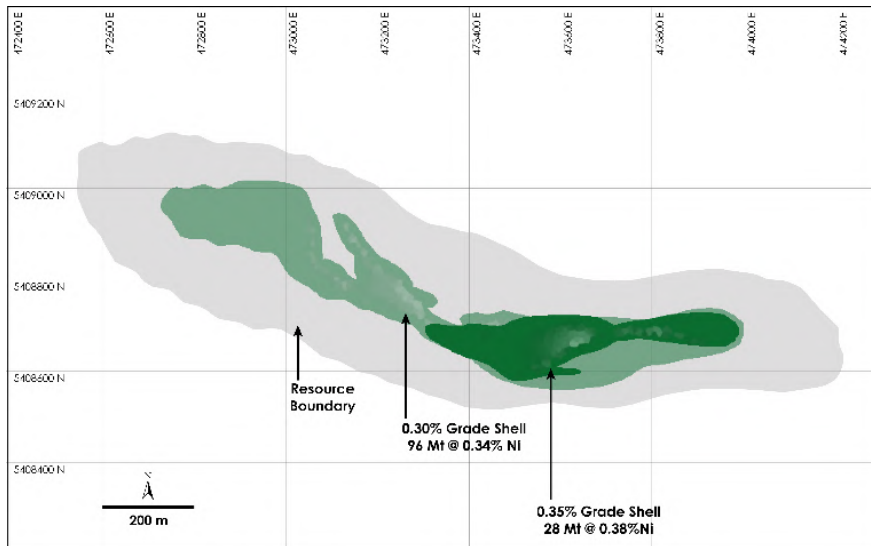 472400 E
472600 E
472800 E
473000 E
473200 E
473400 E
473600 E
473800 E
474000 E
474200 E
5409200 N
5409000 N
5408800 N
5408600 N
5408400 N
Resource
Boundary
0.30% Grade Shell
96 Mt @ 0.34% Ni
0.35% Grade Shell
28 Mt @ 0.38%Ni
N
200 m